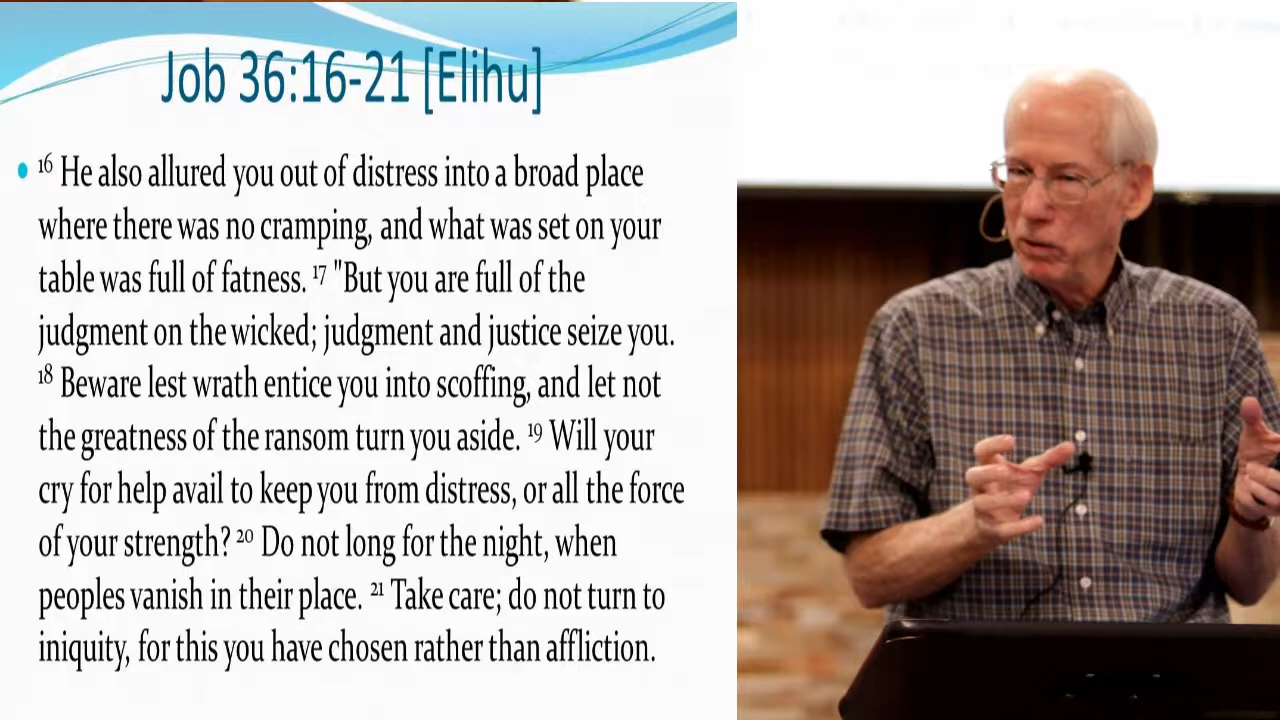 Job 36:16-21 [Elihu]
• 16 He also allured you out of distress into a broad place
where there was no cramping, and what was set on your
table was full of fatness. 17 "But you are full of the
judgment on the wicked; judgment and justice seize you.
18 Beware lest wrath entice you into scoffing, and let not
the greatness of the ransom turn you aside. 19 Will your
cry for help avail to keep you from distress, or all the force
of your strength? 20 Do not long for the night, when
peoples vanish in their place. 21 Take care; do not turn to
iniquity, for this you have chosen rather than affliction.